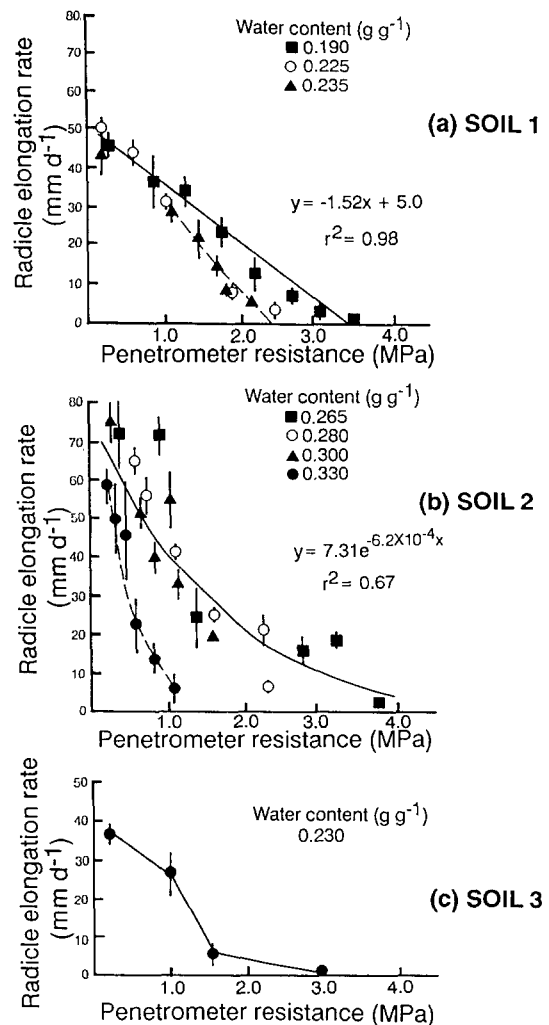 Water content (g g-1)
■ 0.190
○ 0.225
▲ 0.235
80
70
60
50
40
30
20
10
0
Radicle elongation rate
(mm d-1)
(a) SOIL 1
y = -1.52x + 5.0
r2 = 0.98
1.0 2.0 3.0 4.0
Penetrometer resistance (MPa)
Water content (g g-1)
■ 0.265
○ 0.280
▲ 0.300
● 0.330
80
70
60
50
40
30
20
10
0
Radicle elongation rate
(mm d-1)
(b) SOIL 2
y = 7.31e-6.2X10-4x
r2 = 0.67
1.0 2.0 3.0 4.0
Penetrometer resistance (MPa)
50
40
30
20
10
0
Radicle elongation rate
(mm d-1)
Water content (g g-1)
0.230
(c) SOIL 3
1.0 2.0 3.0 4.0
Penetrometer resistance (MPa)